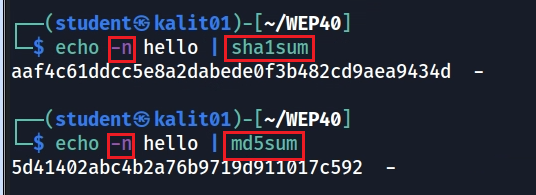 ┌──(student㉿kalit01)-[~/WEP40]
└─$ echo -n hello | sha1sum
aaf4c61ddcc5e8a2dabede0f3b482cd9aea9434d  -
┌──(student㉿kalit01)-[~/WEP40]
└─$ echo -n hello | md5sum
5d41402abc4b2a76b9719d911017c592  -